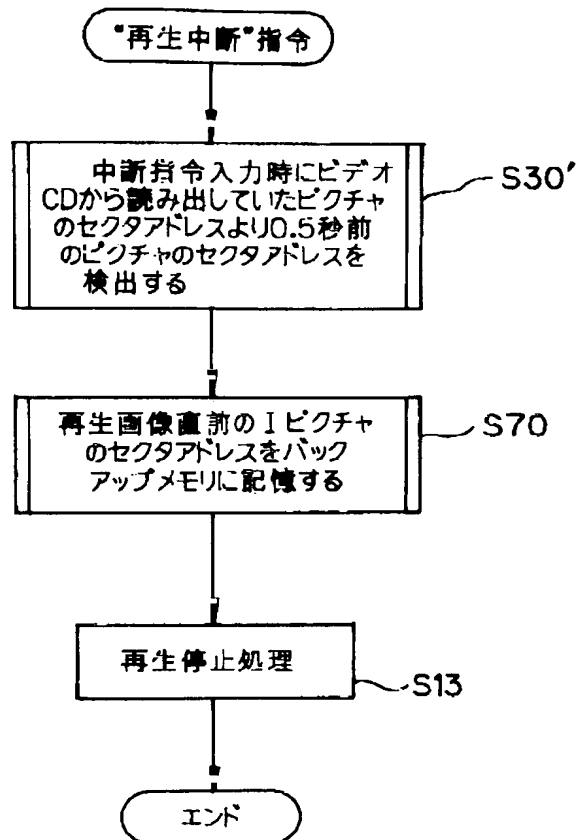 "再生中断"指令
中断指令入力時にビデオ
CDから読み出していたピクチャ
のセクタアドレスより0.5秒前
のピクチャのセクタアドレスを
検出する
S30'
再生画像直前のIピクチャ
のセクタアドレスをバック
アップメモリに記憶する
S70
再生停止処理
S13
エンド